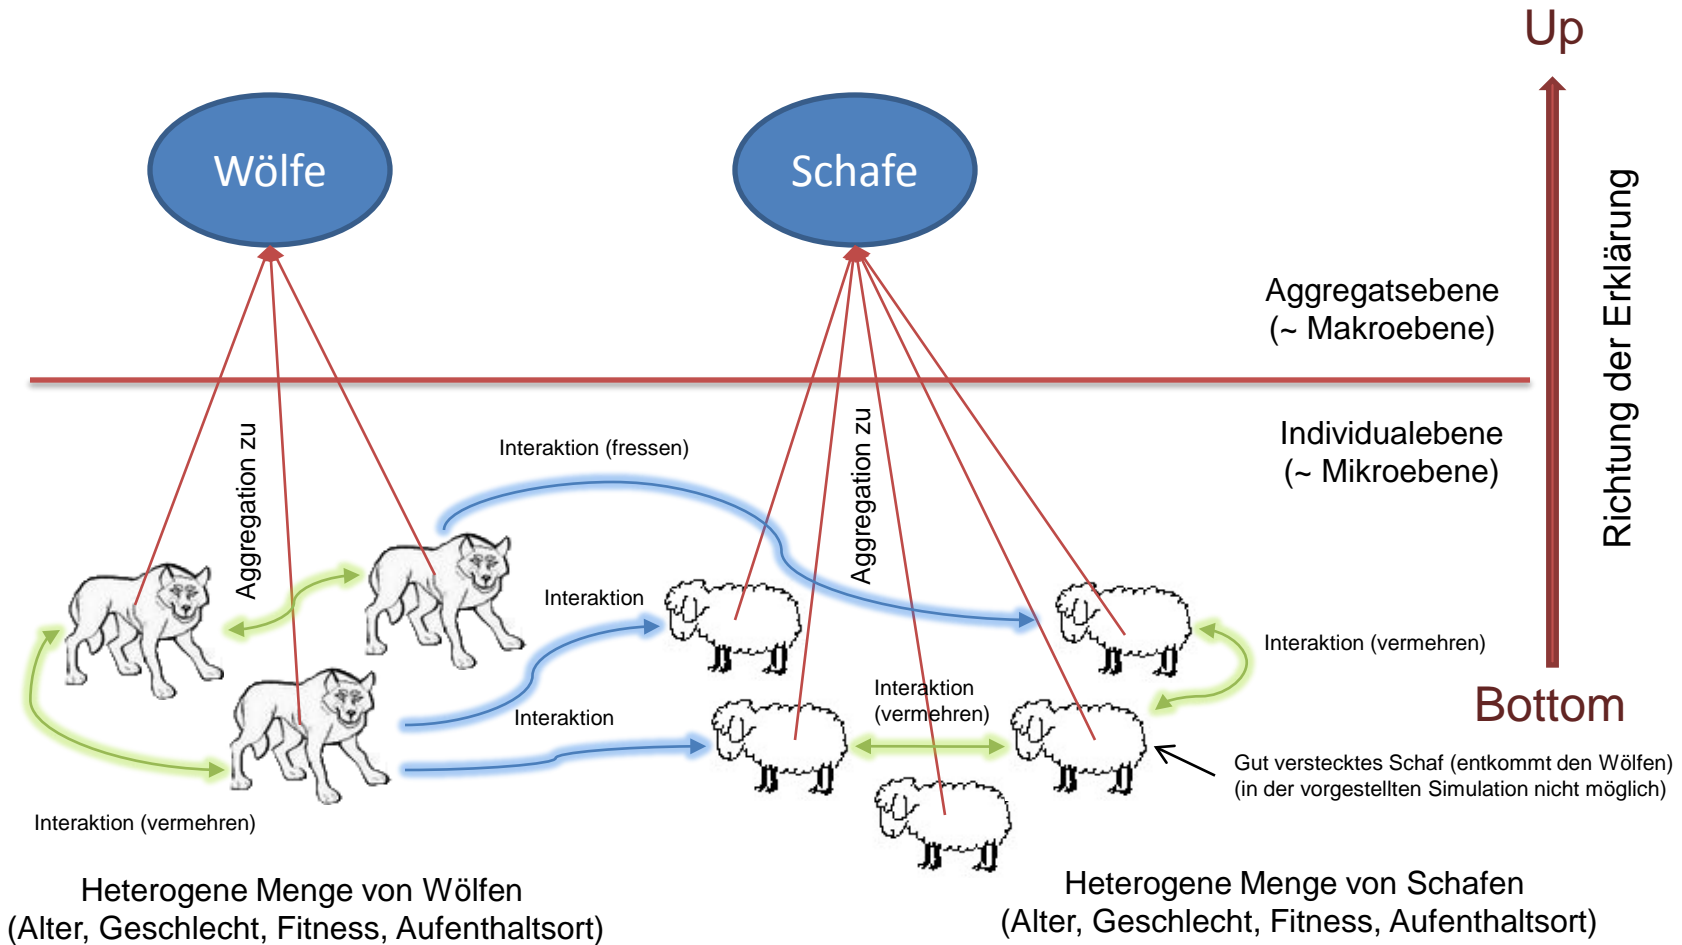 Up
Wölfe
Schafe
Aggregatsebene
(~ Makroebene)
Richtung der Erklärung
Individualebene
(~ Mikroebene)
Aggregation zu
Interaktion (fressen)
Aggregation zu
Interaktion
Interaktion (vermehren)
Interaktion
(vermehren)
Interaktion
Bottom
Gut verstecktes Schaf (entkommt den Wölfen)
(in der vorgestellten Simulation nicht möglich)
Interaktion (vermehren)
Heterogene Menge von Wölfen
(Alter, Geschlecht, Fitness, Aufenthaltsort)
Heterogene Menge von Schafen
(Alter, Geschlecht, Fitness, Aufenthaltsort)